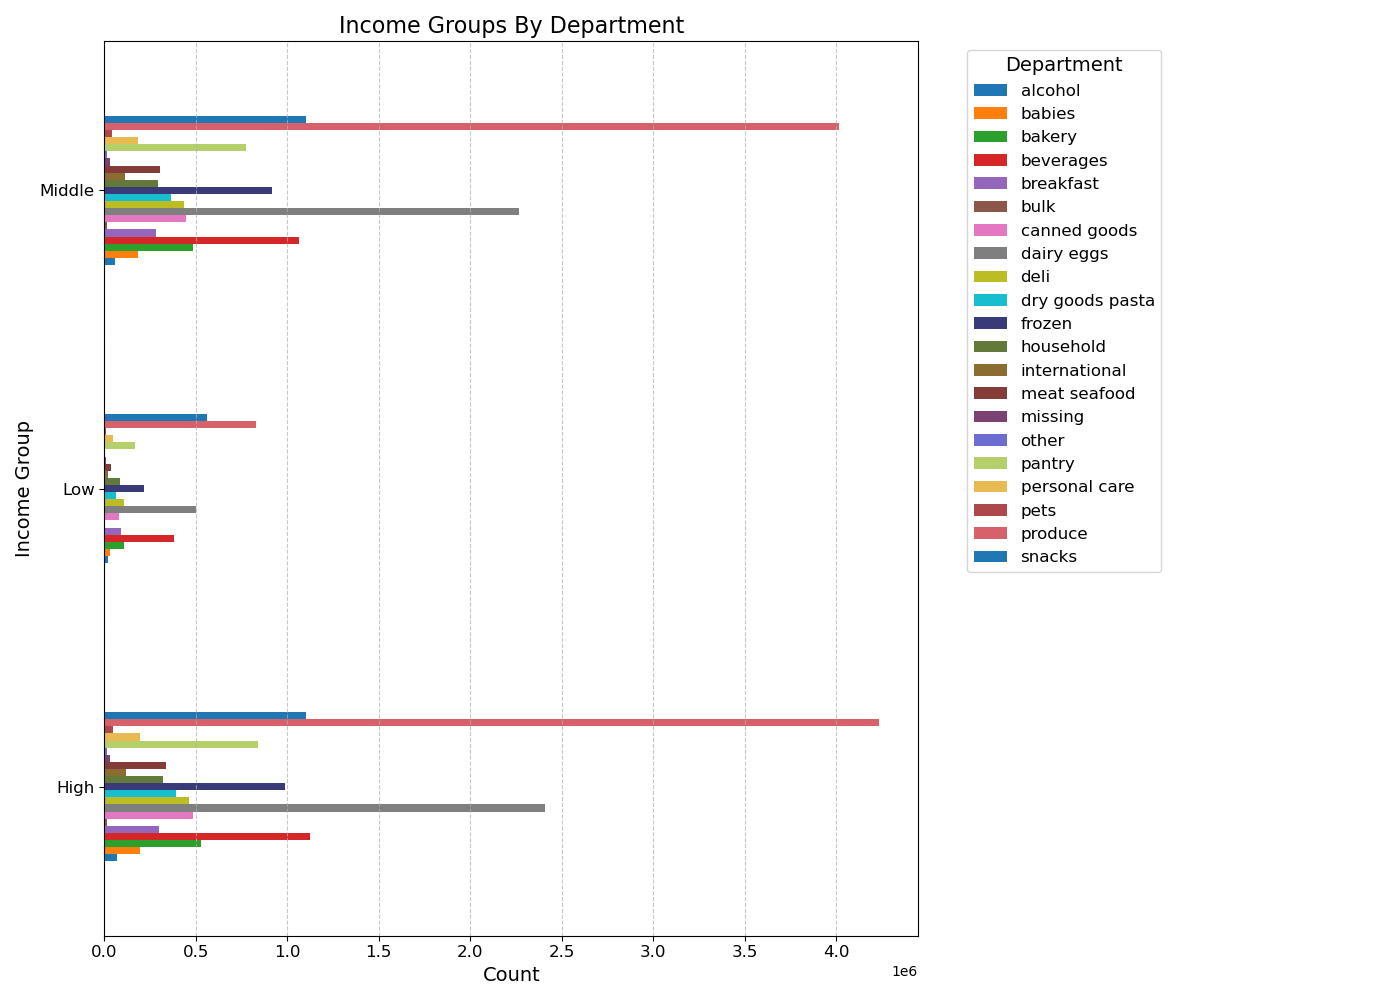 Income Groups By Department
Middle
Low
High
Income Group
0.0 0.5 1.0 1.5 2.0 2.5 3.0 3.5 4.0
1e6
Count
Department
alcohol
babies
bakery
beverages
breakfast
bulk
canned goods
dairy eggs
deli
dry goods pasta
frozen
household
international
meat seafood
missing
other
pantry
personal care
pets
produce
snacks